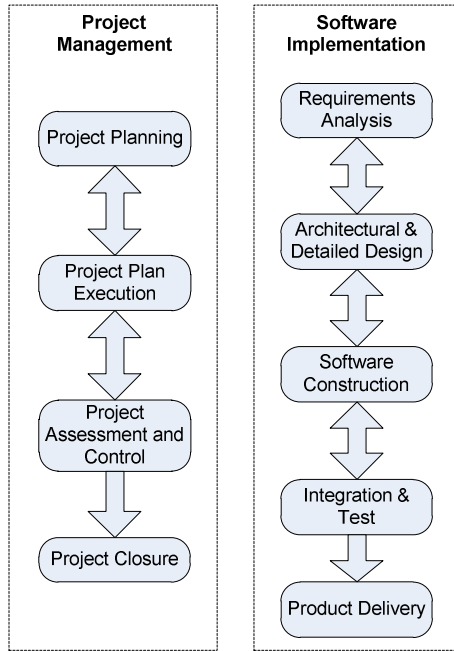 Project
Management
Project Planning
Project Plan
Execution
Project
Assessment and
Control
Project Closure
Software
Implementation
Requirements
Analysis
Architectural &
Detailed Design
Software
Construction
Integration &
Test
Product Delivery